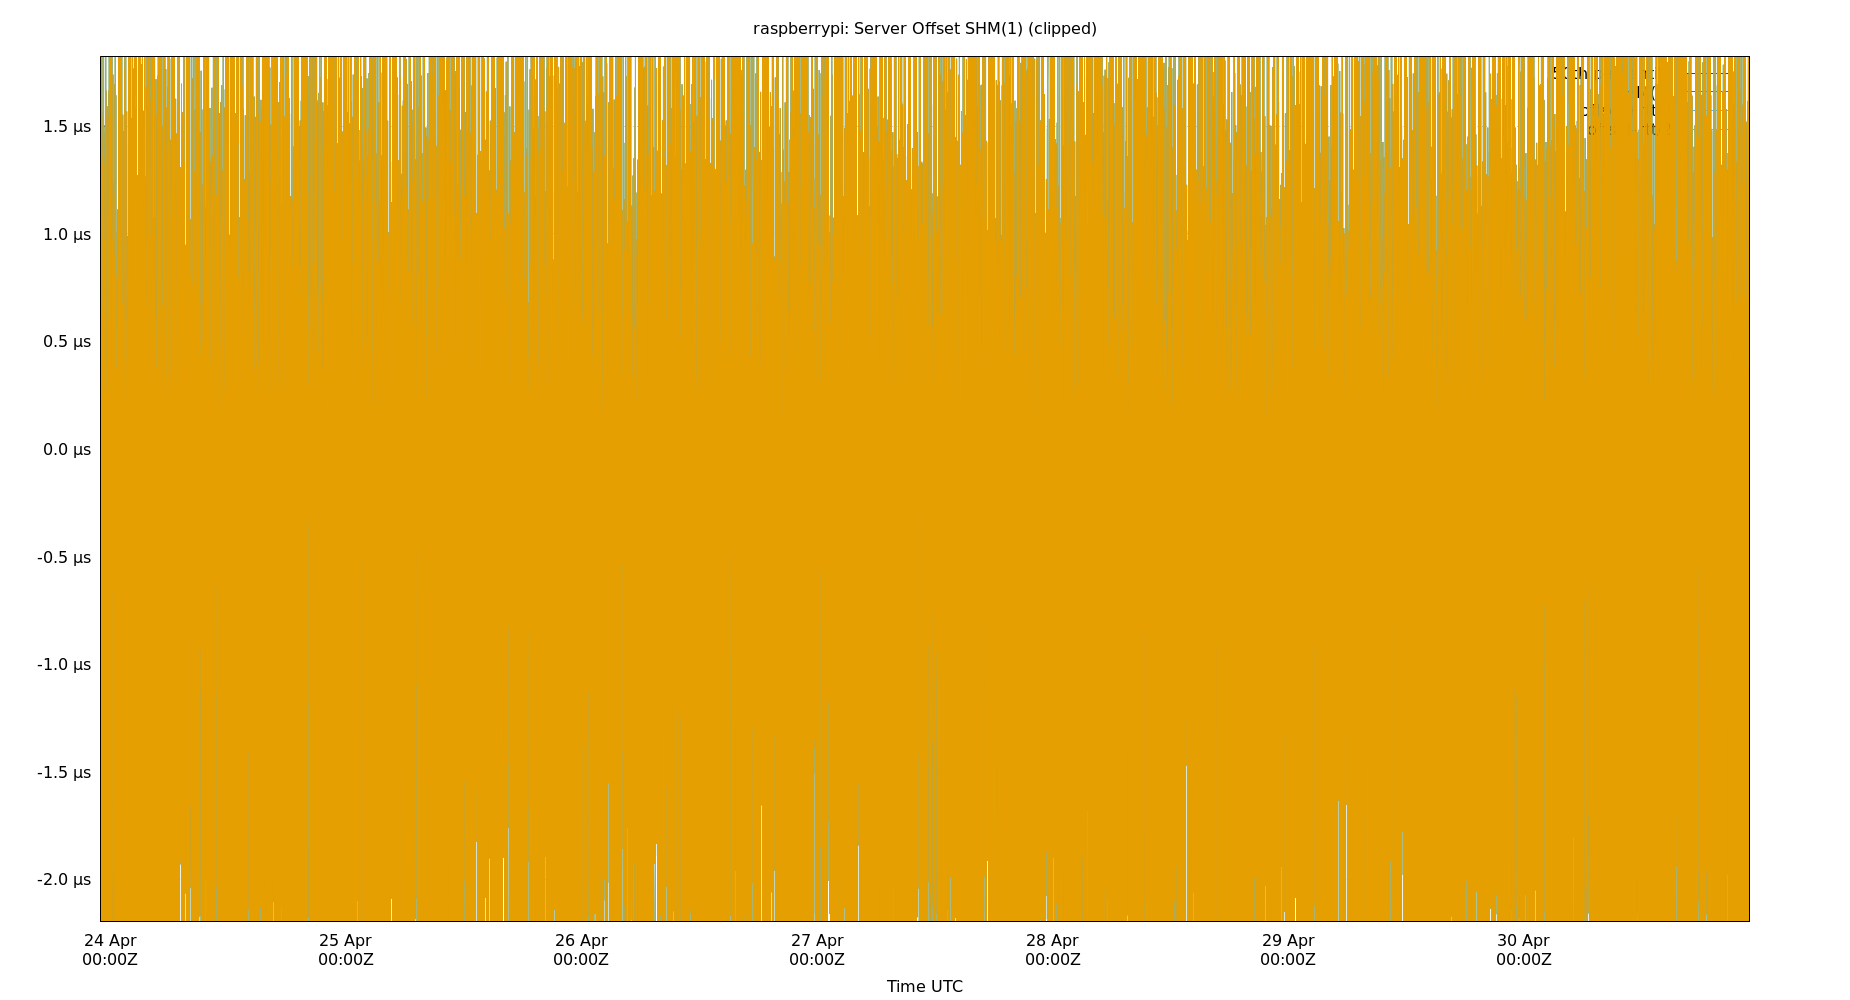 raspberrypi: Server Offset SHM(1) (clipped)
1.5 µs
1.0 µs
0.5 µs
0.0 µs
-0.5 µs
-1.0 µs
-1.5 µs
-2.0 µs
24 Apr 25 Apr 26 Apr 27 Apr 28 Apr 29 Apr 30 Apr
00:00Z 00:00Z 00:00Z 00:00Z 00:00Z 00:00Z 00:00Z
Time UTC